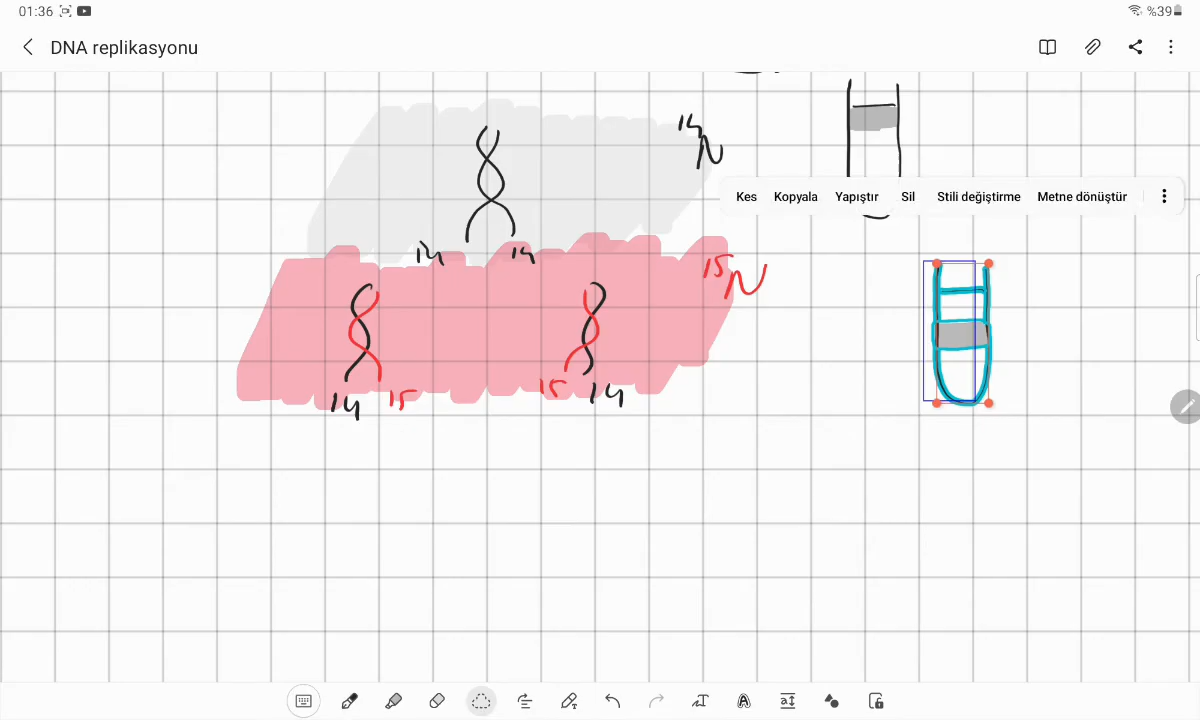 01:36 %39
DNA replikasyonu
14N
Kes Kopyala Yapıştır Sil Stili değiştirme Metne dönüştür
14 14
15N
14 15
15 14